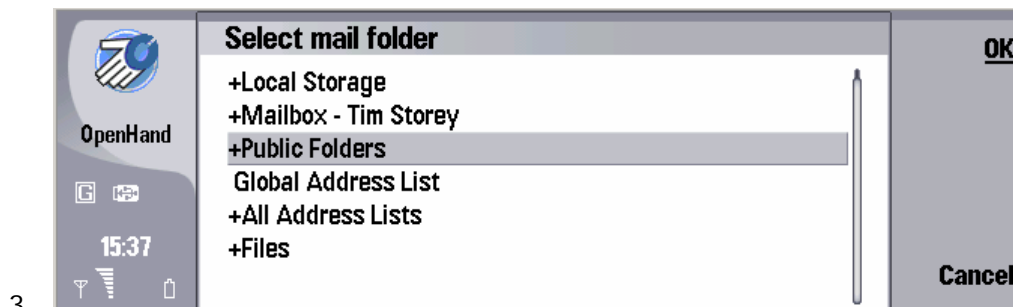 Select mail folder
OK
+Local Storage
+Mailbox - Tim Storey
OpenHand
+Public Folders
Global Address List
G
+All Address Lists
15:37
+Files
Cancel
3.